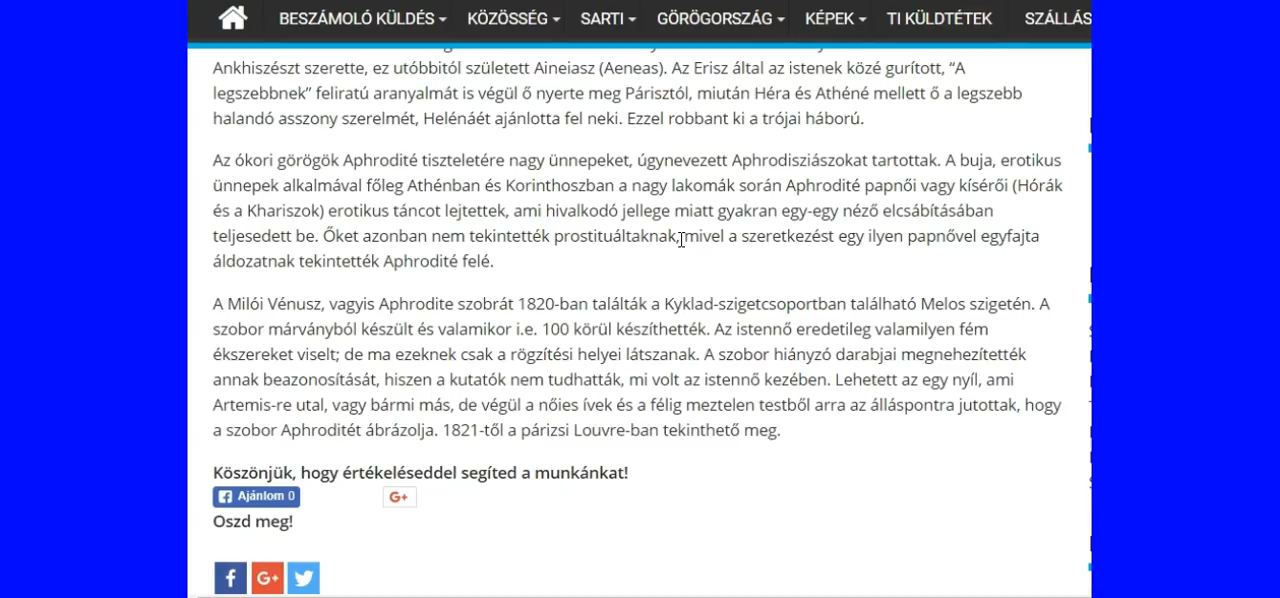 BESZÁMOLÓ KÜLDÉS KÖZÖSSÉG SARTI GÖRÖGORSZÁG KÉPEK TI KÜLDTÉTEK SZÁLLÁS
Ankhiszészt szerette, ez utóbbitól született Aineiasz (Aeneas). Az Erisz által az istenek közé gurított, “A
legszebbnek” feliratú aranyalmát is végül ő nyerte meg Párisztól, miután Héra és Athéné mellett ő a legszebb
halandó asszony szerelmét, Helénáét ajánlotta fel neki. Ezzel robbant ki a trójai háború.
Az ókori görögök Aphrodité tiszteletére nagy ünnepeket, úgynevezett Aphrodisziászokat tartottak. A buja, erotikus
ünnepek alkalmával főleg Athénban és Korinthoszban a nagy lakomák során Aphrodité papnői vagy kísérői (Hórák
és a Khariszok) erotikus táncot lejtettek, ami hivalkodó jellege miatt gyakran egy-egy néző elcsábításában
teljesedett be. Őket azonban nem tekintették prostituáltaknak, mivel a szeretkezést egy ilyen papnővel egyfajta
áldozatnak tekintették Aphrodité felé.
A Milói Vénusz, vagyis Aphrodite szobrát 1820-ban találták a Kyklad-szigetcsoportban található Melos szigetén. A
szobor márványból készült és valamikor i.e. 100 körül készíthették. Az istennő eredetileg valamilyen fém
ékszereket viselt; de ma ezeknek csak a rögzítési helyei látszanak. A szobor hiányzó darabjai megnehezítették
annak beazonosítását, hiszen a kutatók nem tudhatták, mi volt az istennő kezében. Lehetett az egy nyíl, ami
Artemis-re utal, vagy bármi más, de végül a nőies ívek és a félig meztelen testből arra az álláspontra jutottak, hogy
a szobor Aphroditét ábrázolja. 1821-től a párizsi Louvre-ban tekinthető meg.
Köszönjük, hogy értékeléseddel segíted a munkánkat!
Ajánlom 0 G+
Oszd meg!
G+